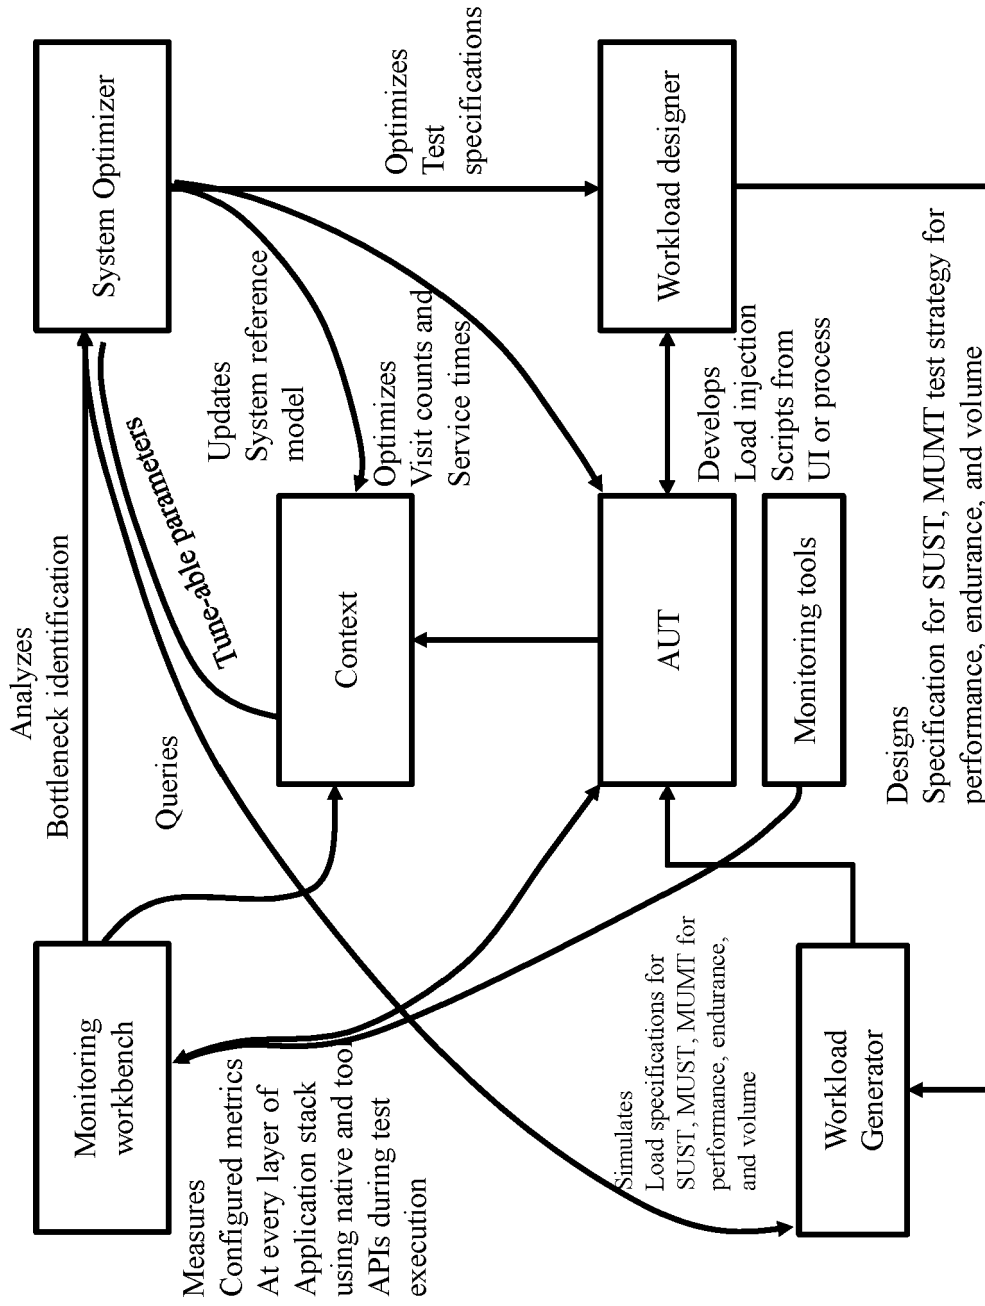 Monitoring
workbench
Analyzes
Bottleneck identification
System Optimizer
Measures
Configured metrics
At every layer of
Application stack
using native and tool
APIs during test
execution
Queries
Tune-able parameters
Updates
System reference
model
Context
Optimizes
Visit counts and
Service times
Optimizes
Test
specifications
Simulates
Load specifications for
SUST, MUST, MUMT for
performance, endurance,
and volume
AUT
Develops
Load injection
Scripts from
UI or process
Workload designer
Monitoring tools
Workload
Generator
Designs
Specification for SUST, MUMT test strategy for
performance, endurance, and volume